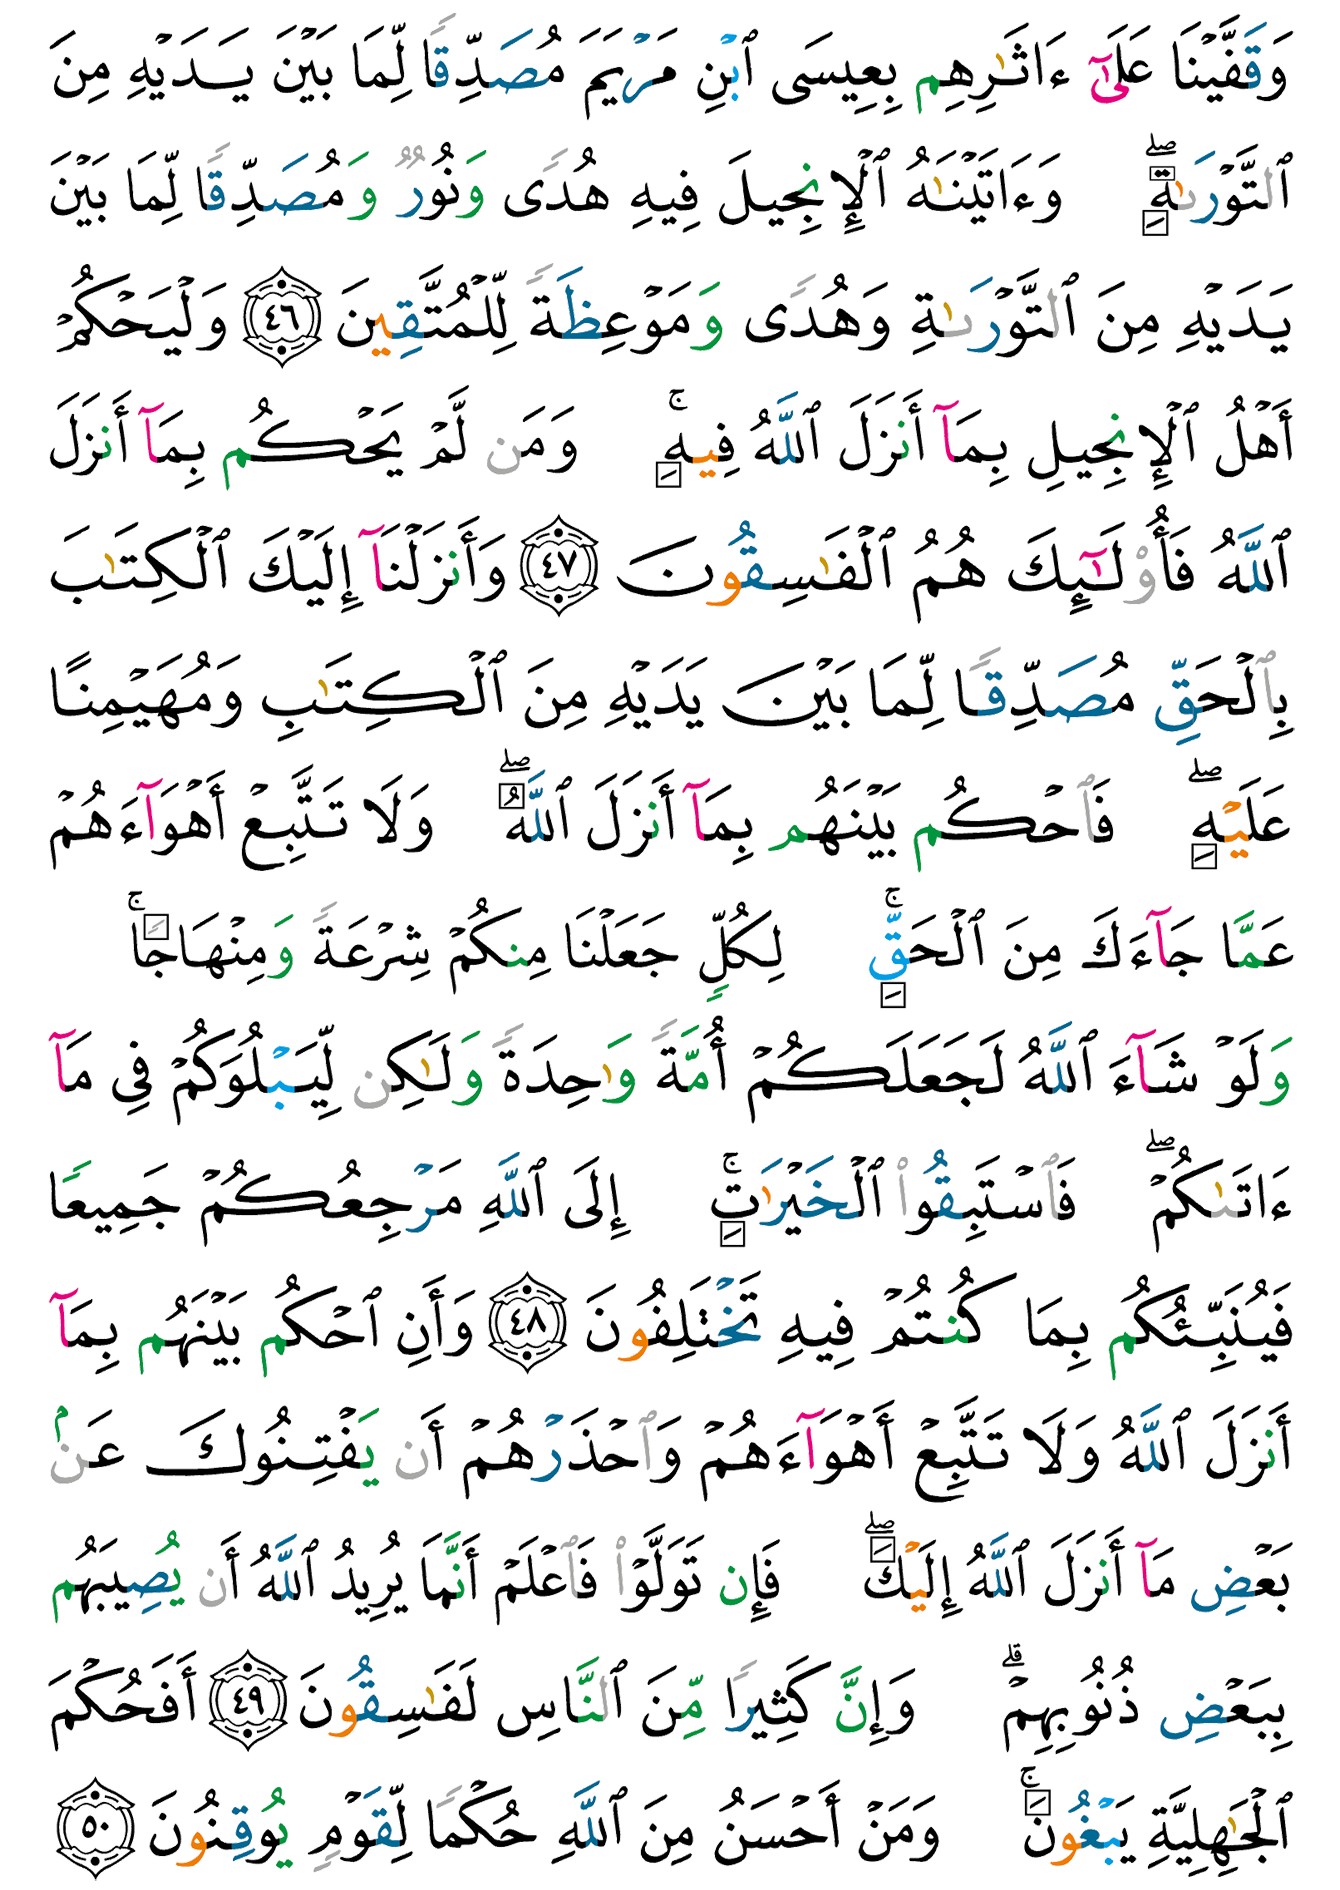 وَقَفَّيْنَا عَلَىٰٓ ءَاثَٰرِهِم بِعِيسَى ٱبْنِ مَرْيَمَ مُصَدِّقًا لِّمَا بَيْنَ يَدَيْهِ مِنَ
ٱلتَّوْرَىٰةِۖ وَءَاتَيْنَٰهُ ٱلْإِنجِيلَ فِيهِ هُدًى وَنُورٌ وَمُصَدِّقًا لِّمَا بَيْنَ
يَدَيْهِ مِنَ ٱلتَّوْرَىٰةِ وَهُدًى وَمَوْعِظَةً لِّلْمُتَّقِينَ ٤٦ وَلْيَحْكُمْ
أَهْلُ ٱلْإِنجِيلِ بِمَآ أَنزَلَ ٱللَّهُ فِيهِۚ وَمَن لَّمْ يَحْكُم بِمَآ أَنزَلَ
ٱللَّهُ فَأُو۟لَٰٓئِكَ هُمُ ٱلْفَٰسِقُونَ ٤٧ وَأَنزَلْنَآ إِلَيْكَ ٱلْكِتَٰبَ
بِٱلْحَقِّ مُصَدِّقًا لِّمَا بَيْنَ يَدَيْهِ مِنَ ٱلْكِتَٰبِ وَمُهَيْمِنًا
عَلَيْهِۖ فَٱحْكُم بَيْنَهُم بِمَآ أَنزَلَ ٱللَّهُۖ وَلَا تَتَّبِعْ أَهْوَآءَهُمْ
عَمَّا جَآءَكَ مِنَ ٱلْحَقِّۚ لِكُلٍّ جَعَلْنَا مِنكُمْ شِرْعَةً وَمِنْهَاجًاۚ
وَلَوْ شَآءَ ٱللَّهُ لَجَعَلَكُمْ أُمَّةً وَٰحِدَةً وَلَٰكِن لِّيَبْلُوَكُمْ فِى مَآ
ءَاتَىٰكُمْۖ فَٱسْتَبِقُوا۟ ٱلْخَيْرَٰتِۚ إِلَى ٱللَّهِ مَرْجِعُكُمْ جَمِيعًا
فَيُنَبِّئُكُم بِمَا كُنتُمْ فِيهِ تَخْتَلِفُونَ ٤٨ وَأَنِ ٱحْكُم بَيْنَهُم بِمَآ
أَنزَلَ ٱللَّهُ وَلَا تَتَّبِعْ أَهْوَآءَهُمْ وَٱحْذَرْهُمْ أَن يَفْتِنُوكَ عَنۢ
بَعْضِ مَآ أَنزَلَ ٱللَّهُ إِلَيْكَۖ فَإِن تَوَلَّوْا۟ فَٱعْلَمْ أَنَّمَا يُرِيدُ ٱللَّهُ أَن يُصِيبَهُم
بِبَعْضِ ذُنُوبِهِمْۗ وَإِنَّ كَثِيرًا مِّنَ ٱلنَّاسِ لَفَٰسِقُونَ ٤٩ أَفَحُكْمَ
ٱلْجَٰهِلِيَّةِ يَبْغُونَۚ وَمَنْ أَحْسَنُ مِنَ ٱللَّهِ حُكْمًا لِّقَوْمٍ يُوقِنُونَ ٥٠